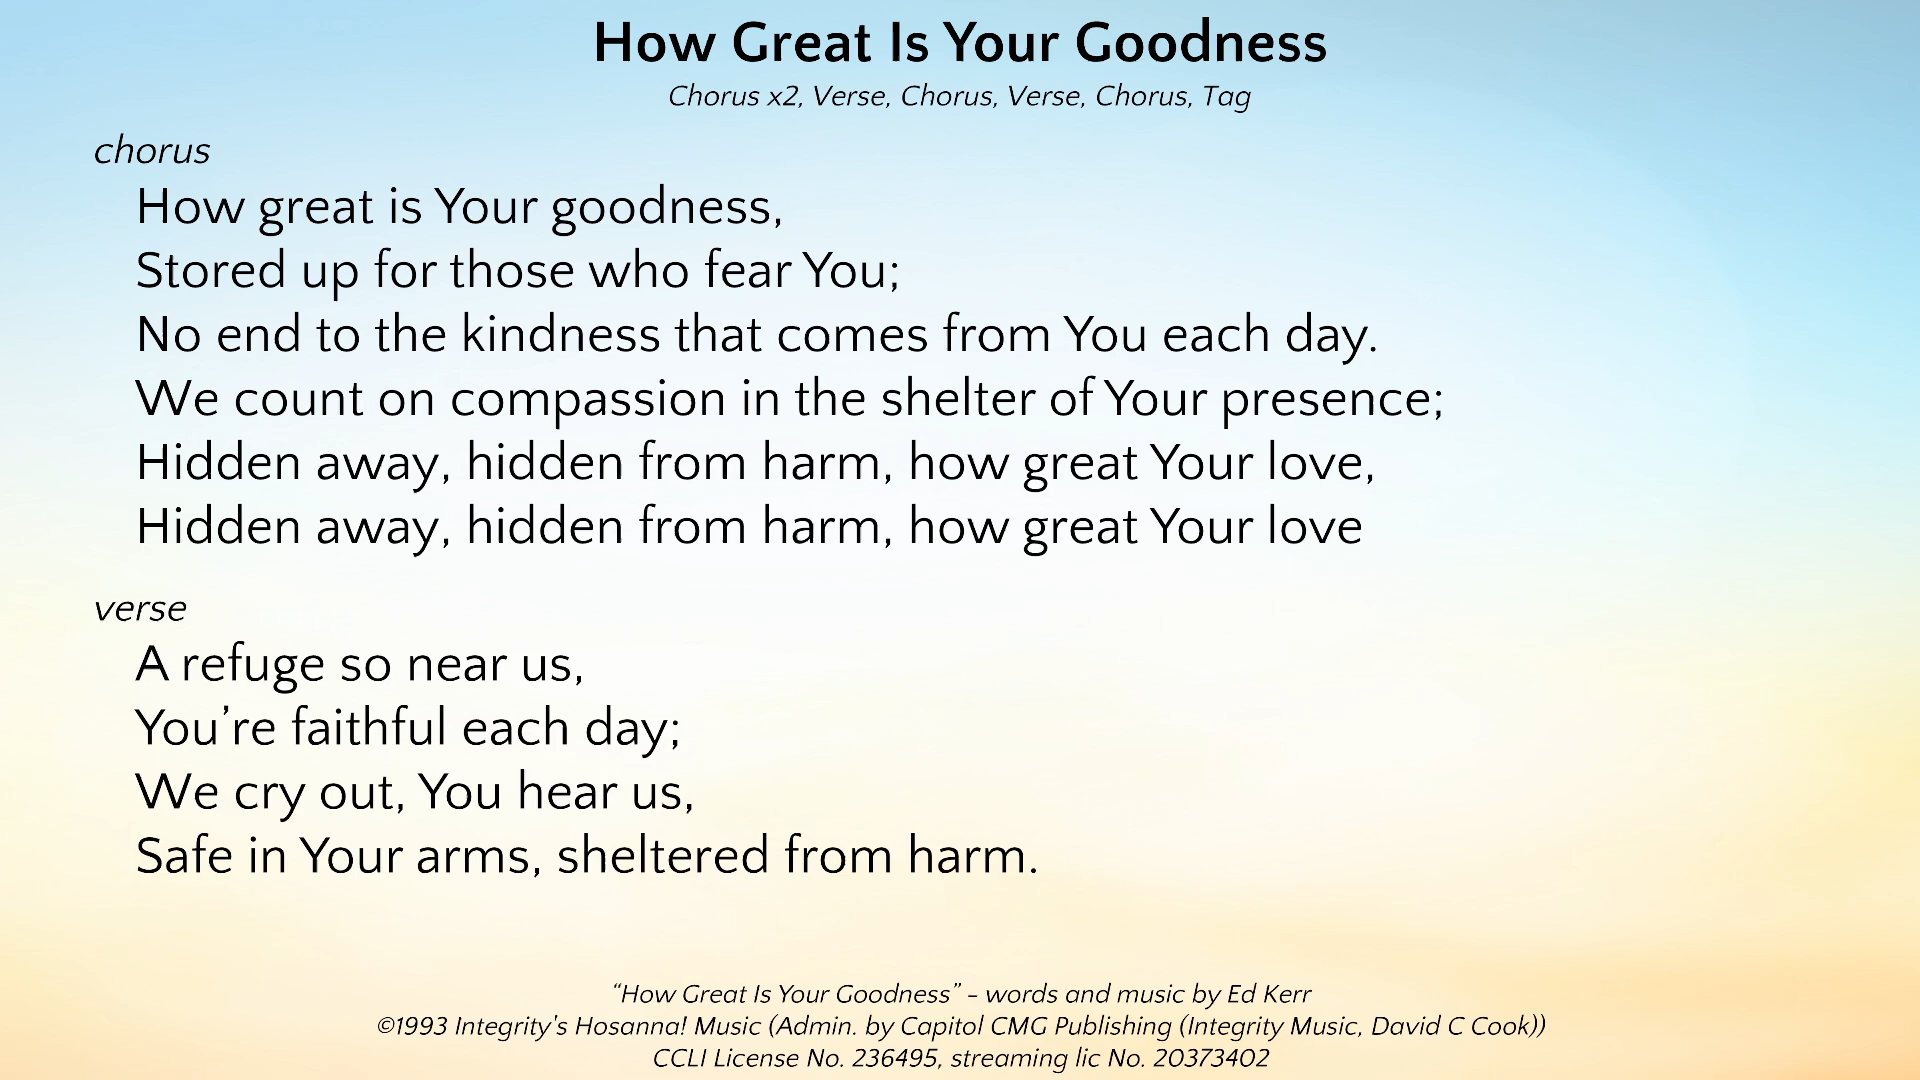 How Great Is Your Goodness
Chorus x2, Verse, Chorus, Verse, Chorus, Tag
chorus
How great is Your goodness,
Stored up for those who fear You;
No end to the kindness that comes from You each day.
We count on compassion in the shelter of Your presence;
Hidden away, hidden from harm, how great Your love,
Hidden away, hidden from harm, how great Your love
verse
A refuge so near us,
You’re faithful each day;
We cry out, You hear us,
Safe in Your arms, sheltered from harm.
“How Great Is Your Goodness” – words and music by Ed Kerr
©1993 Integrity's Hosanna! Music (Admin. by Capitol CMG Publishing (Integrity Music, David C Cook))
CCLI License No. 236495, streaming lic No. 20373402